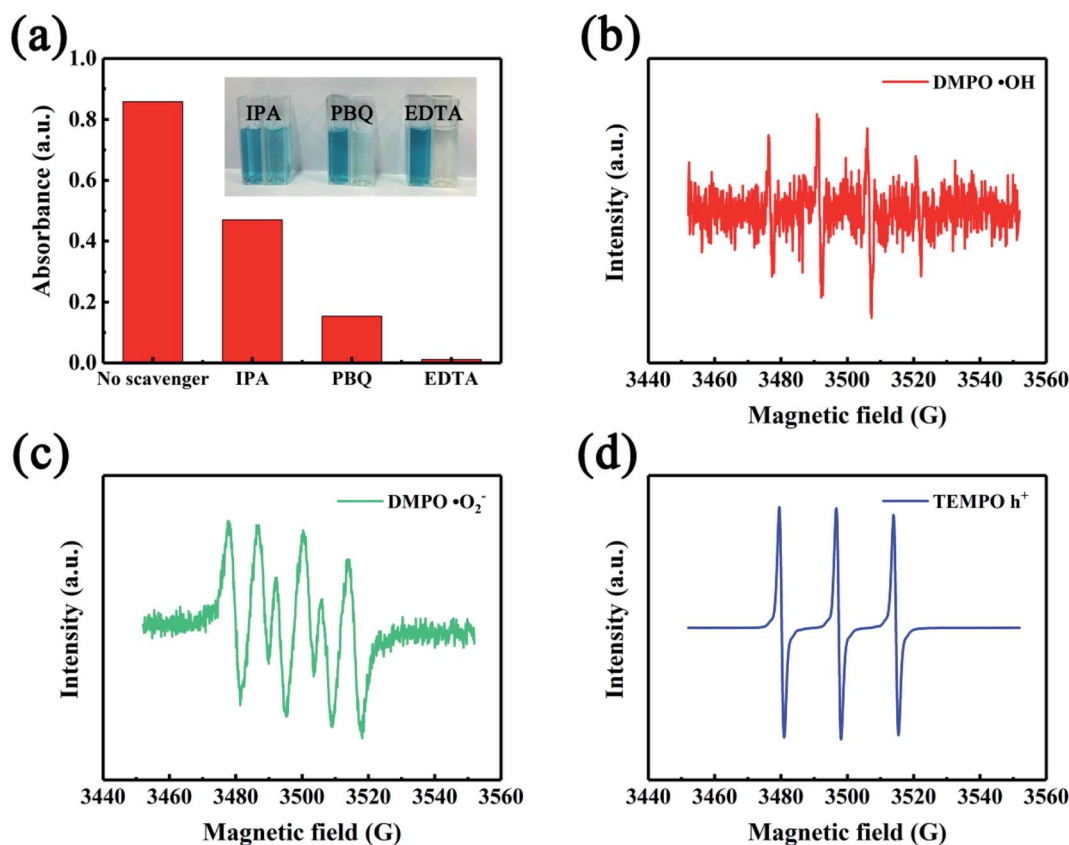 (a)
1.0
0.8
0.6
0.4
0.2
0.0
Absorbance (a.u.)
IPA PBQ EDTA
No scavenger IPA PBQ EDTA
(b)
DMPO •OH
Intensity (a.u.)
3440 3460 3480 3500 3520 3540 3560
Magnetic field (G)
(c)
DMPO •O₂⁻
Intensity (a.u.)
3440 3460 3480 3500 3520 3540 3560
Magnetic field (G)
(d)
TEMPO h⁺
Intensity (a.u.)
3440 3460 3480 3500 3520 3540 3560
Magnetic field (G)